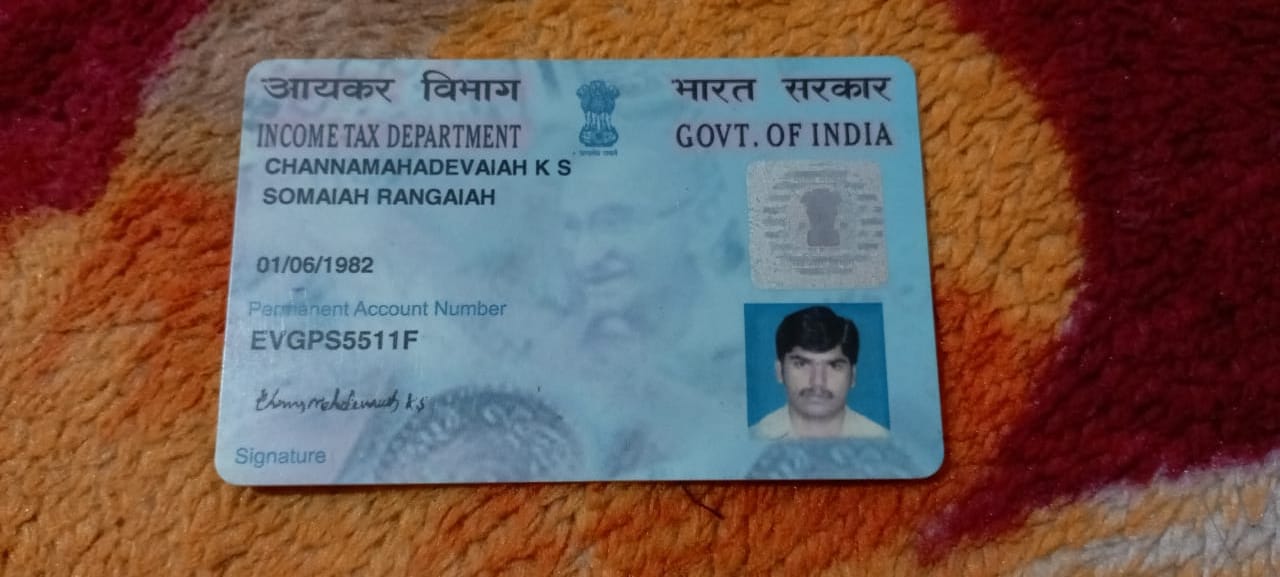 आयकर विभाग
भारत सरकार
INCOME TAX DEPARTMENT
GOVT. OF INDIA
CHANNAMAHADEVAIAH K S
SOMAIAH RANGAIAH
01/06/1982
Permanent Account Number
EVGPS5511F
Signature